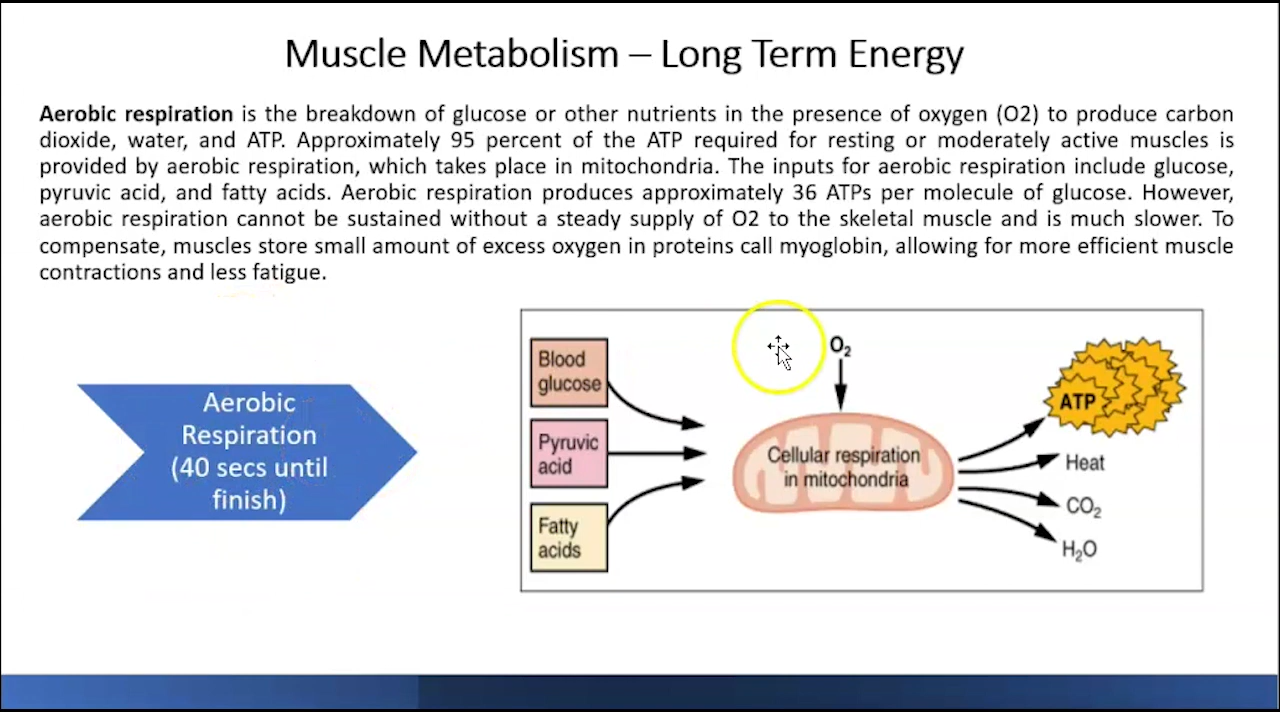 Muscle Metabolism – Long Term Energy
Aerobic respiration is the breakdown of glucose or other nutrients in the presence of oxygen (O2) to produce carbon
dioxide, water, and ATP. Approximately 95 percent of the ATP required for resting or moderately active muscles is
provided by aerobic respiration, which takes place in mitochondria. The inputs for aerobic respiration include glucose,
pyruvic acid, and fatty acids. Aerobic respiration produces approximately 36 ATPs per molecule of glucose. However,
aerobic respiration cannot be sustained without a steady supply of O2 to the skeletal muscle and is much slower. To
compensate, muscles store small amount of excess oxygen in proteins call myoglobin, allowing for more efficient muscle
contractions and less fatigue.
Aerobic
Respiration
(40 secs until
finish)
Blood
glucose
Pyruvic
acid
Fatty
acids
O₂
Cellular respiration
in mitochondria
ATP
Heat
CO₂
H₂O